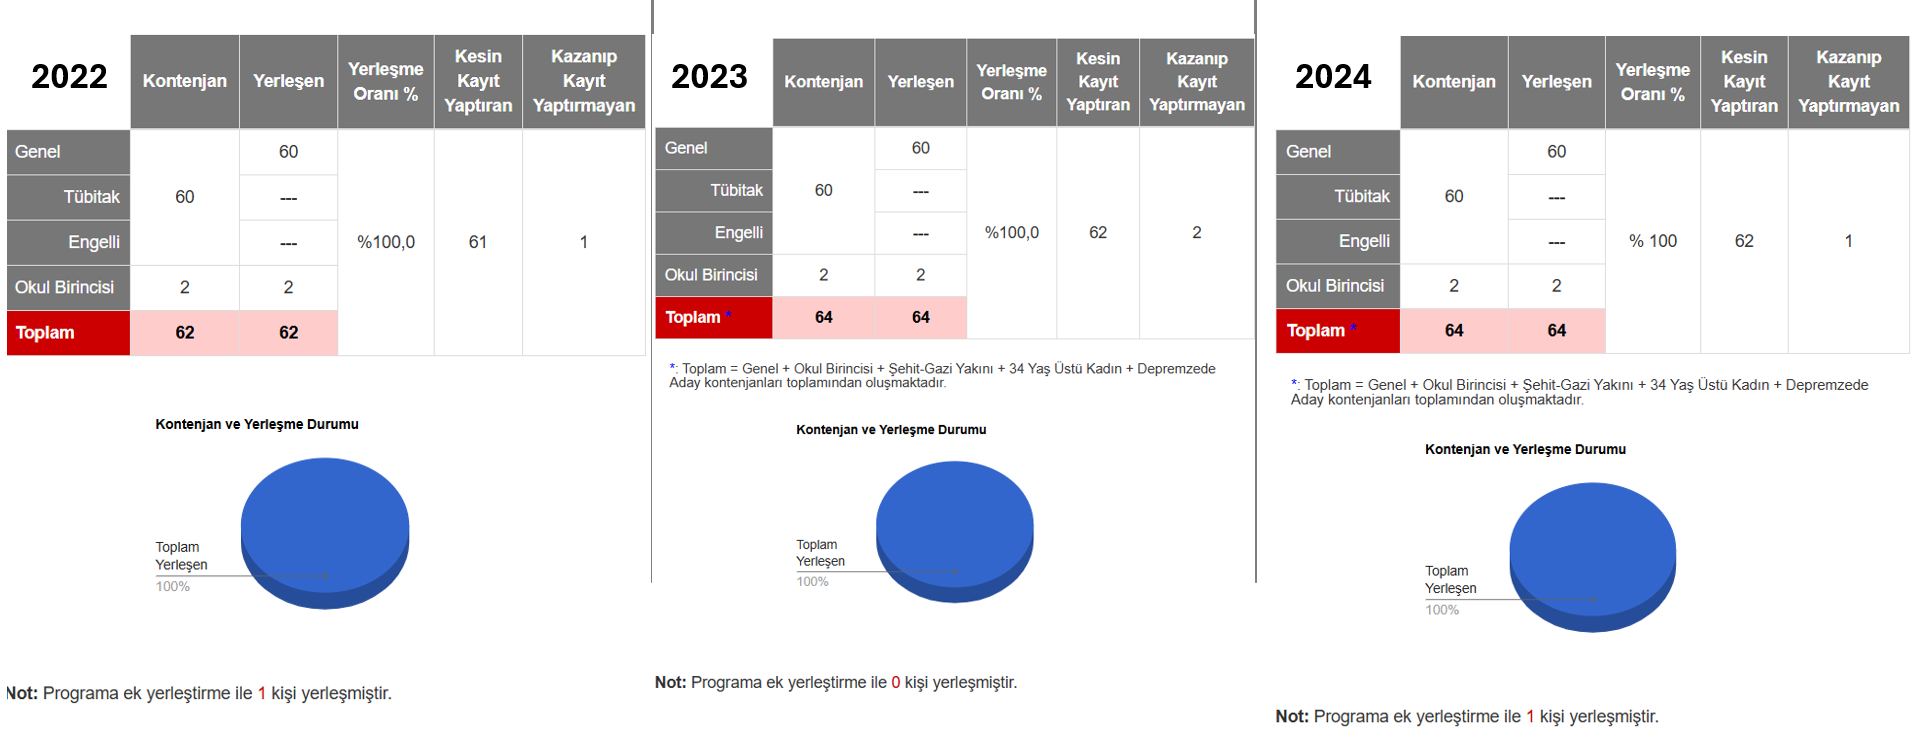 2022
Kontenjan Yerleşen Yerleşme Oranı % Kesin Kayıt Yaptıran Kazanıp Kayıt Yaptırmayan
Genel 60
Tübitak 60 ---
Engelli --- %100,0 61 1
Okul Birincisi 2 2
Toplam 62 62
Kontenjan ve Yerleşme Durumu
Toplam
Yerleşen
100%
Not: Programa ek yerleştirme ile 1 kişi yerleşmiştir.
2023
Kontenjan Yerleşen Yerleşme Oranı % Kesin Kayıt Yaptıran Kazanıp Kayıt Yaptırmayan
Genel 60
Tübitak 60 ---
Engelli --- %100,0 62 2
Okul Birincisi 2 2
Toplam * 64 64
*: Toplam = Genel + Okul Birincisi + Şehit-Gazi Yakını + 34 Yaş Üstü Kadın + Depremzede
Aday kontenjanları toplamından oluşmaktadır.
Kontenjan ve Yerleşme Durumu
Toplam
Yerleşen
100%
Not: Programa ek yerleştirme ile 0 kişi yerleşmiştir.
2024
Kontenjan Yerleşen Yerleşme Oranı % Kesin Kayıt Yaptıran Kazanıp Kayıt Yaptırmayan
Genel 60
Tübitak 60 ---
Engelli --- % 100 62 1
Okul Birincisi 2 2
Toplam * 64 64
*: Toplam = Genel + Okul Birincisi + Şehit-Gazi Yakını + 34 Yaş Üstü Kadın + Depremzede
Aday kontenjanları toplamından oluşmaktadır.
Kontenjan ve Yerleşme Durumu
Toplam
Yerleşen
100%
Not: Programa ek yerleştirme ile 1 kişi yerleşmiştir.